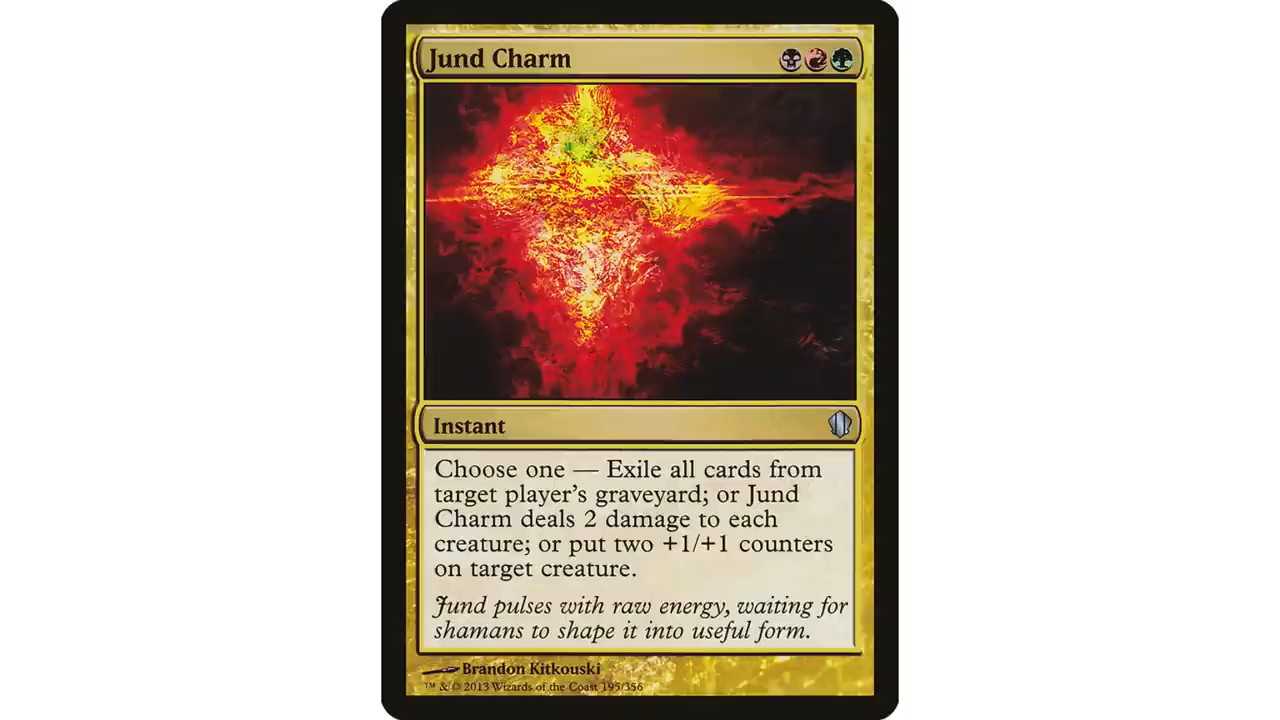 Jund Charm
Instant
Choose one — Exile all cards from
target player's graveyard; or Jund
Charm deals 2 damage to each
creature; or put two +1/+1 counters
on target creature.
Jund pulses with raw energy, waiting for
shamans to shape it into useful form.
Brandon Kitkouski
™ & © 2013 Wizards of the Coast 195/356